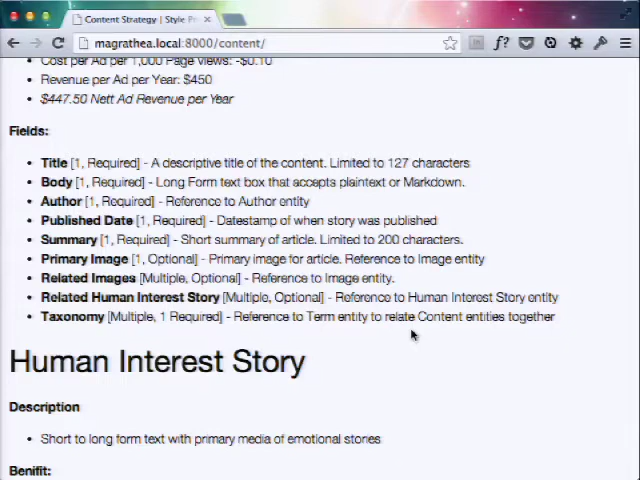 Content Strategy | Style Pr
magrathea.local:8000/content/
f?
Cost per Ad per 1,000 Page Views: -$0.10
Revenue per Ad per Year: $450
$447.50 Nett Ad Revenue per Year
Fields:
Title [1, Required] - A descriptive title of the content. Limited to 127 characters
Body [1, Required] - Long Form text box that accepts plaintext or Markdown.
Author [1, Required] - Reference to Author entity
Published Date [1, Required] - Datestamp of when story was published
Summary [1, Required] - Short summary of article. Limited to 200 characters.
Primary Image [1, Optional] - Primary image for article. Reference to Image entity
Related Images [Multiple, Optional] - Reference to Image entity.
Related Human Interest Story [Multiple, Optional] - Reference to Human Interest Story entity
Taxonomy [Multiple, 1 Required] - Reference to Term entity to relate Content entities together
Human Interest Story
Description
Short to long form text with primary media of emotional stories
Benifit: